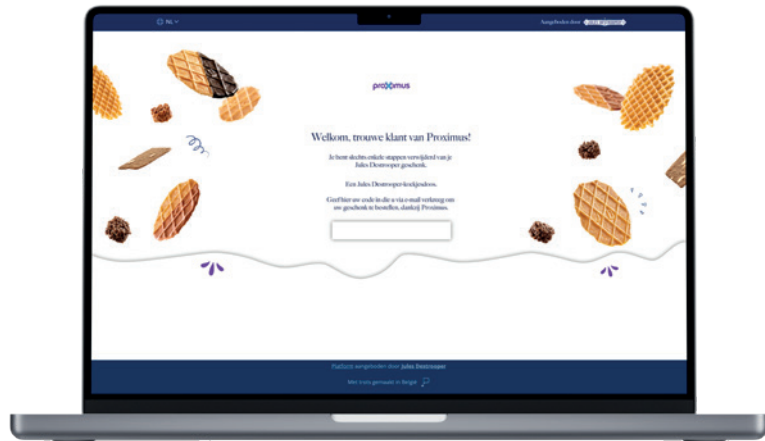 NL
Aangeboden door JULES DESTROOPER
proximus
Welkom, trouwe klant van Proximus!
Je bent slechts enkele stappen verwijderd van je
Jules Destrooper geschenk.
Een Jules Destrooper-koekjesdoos.
Geef hier uw code in die u via e-mail verkreeg om
uw geschenk te bestellen, dankzij Proximus.
Platform aangeboden door Jules Destrooper
Met trots gemaakt in België